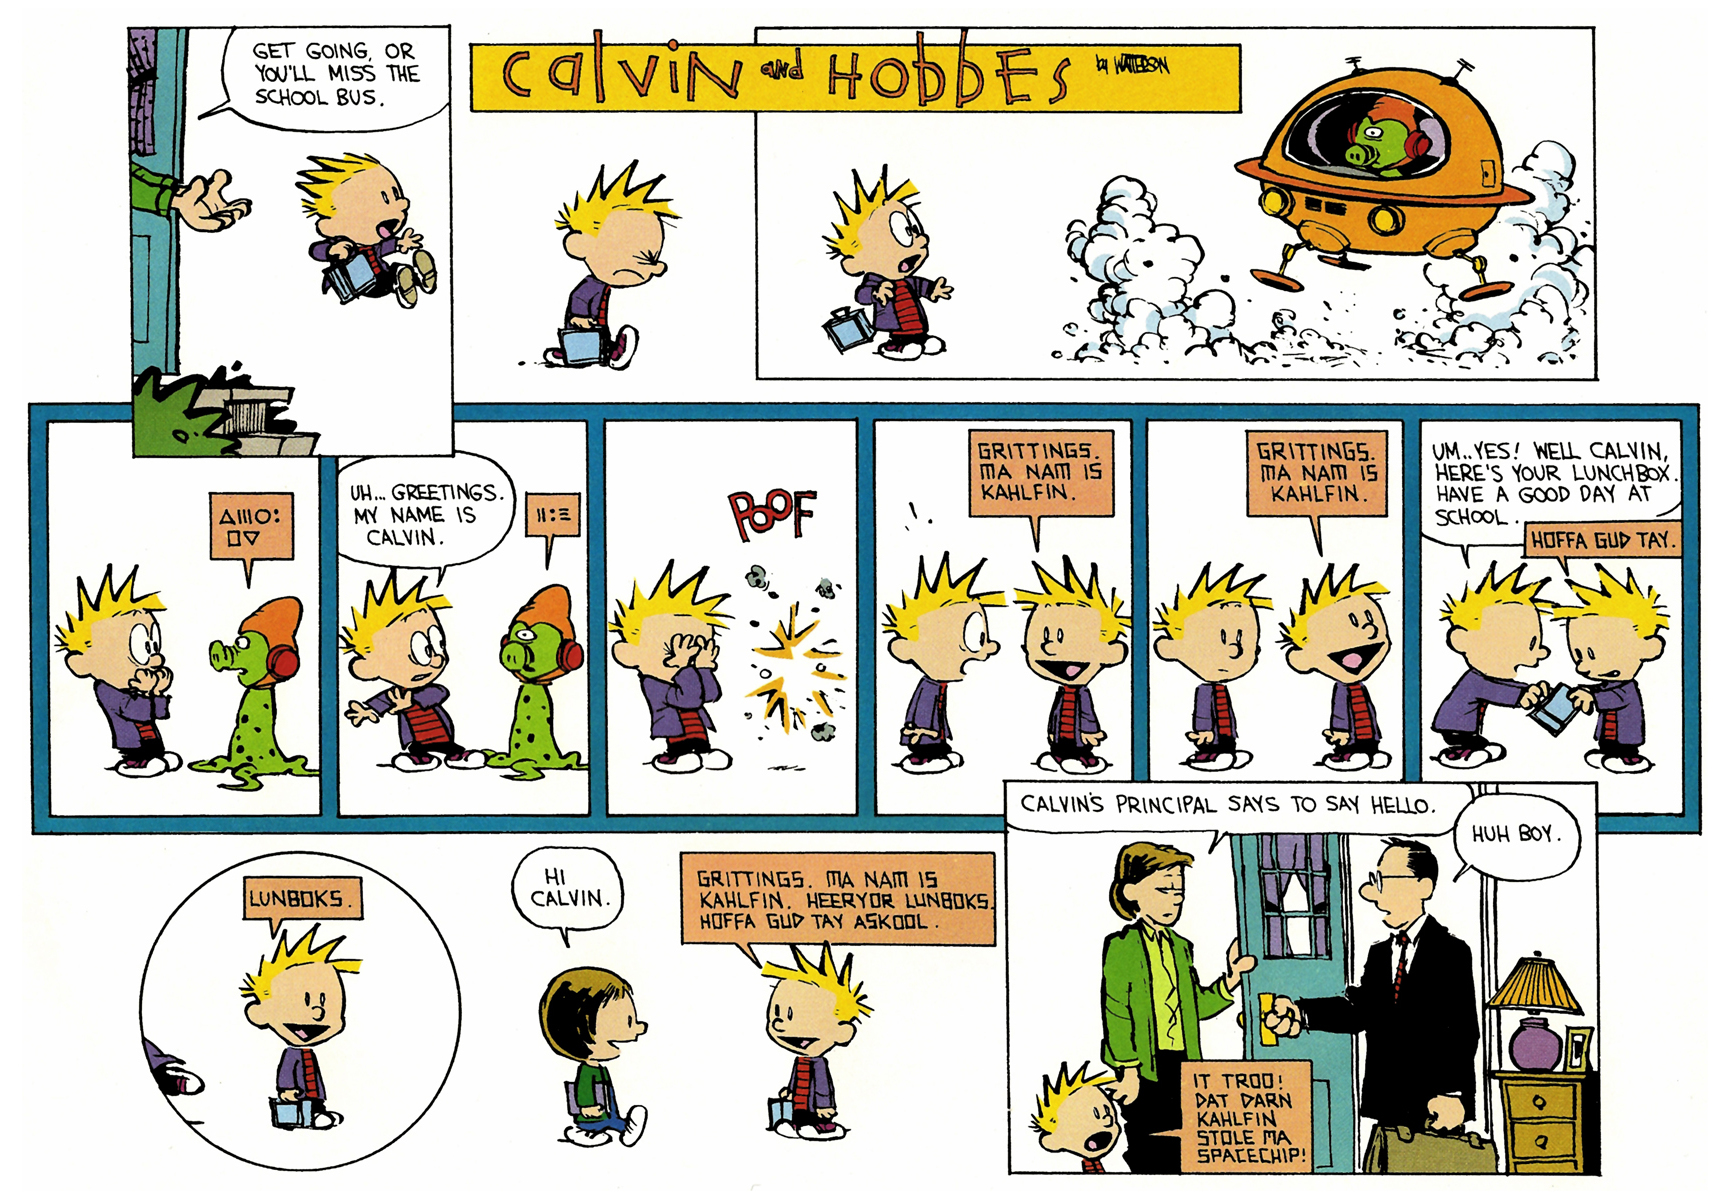 GET GOING, OR
YOU'LL MISS THE
SCHOOL BUS.
Calvin and HobbEs by WATTERSON
△|||○:
□▽
UH... GREETINGS.
MY NAME IS
CALVIN.
||:Ξ
POOF
GRITTINGS.
MA NAM IS
KAHLFIN.
GRITTINGS.
MA NAM IS
KAHLFIN.
UM..YES! WELL CALVIN,
HERE'S YOUR LUNCHBOX.
HAVE A GOOD DAY AT
SCHOOL.
HOFFA GUD TAY.
LUNBOKS.
HI
CALVIN.
GRITTINGS. MA NAM IS
KAHLFIN. HEERYOR LUNBOKS.
HOFFA GUD TAY ASKOOL.
CALVIN'S PRINCIPAL SAYS TO SAY HELLO.
HUH BOY.
IT TROO!
DAT DARN
KAHLFIN
STOLE MA
SPACECHIP!